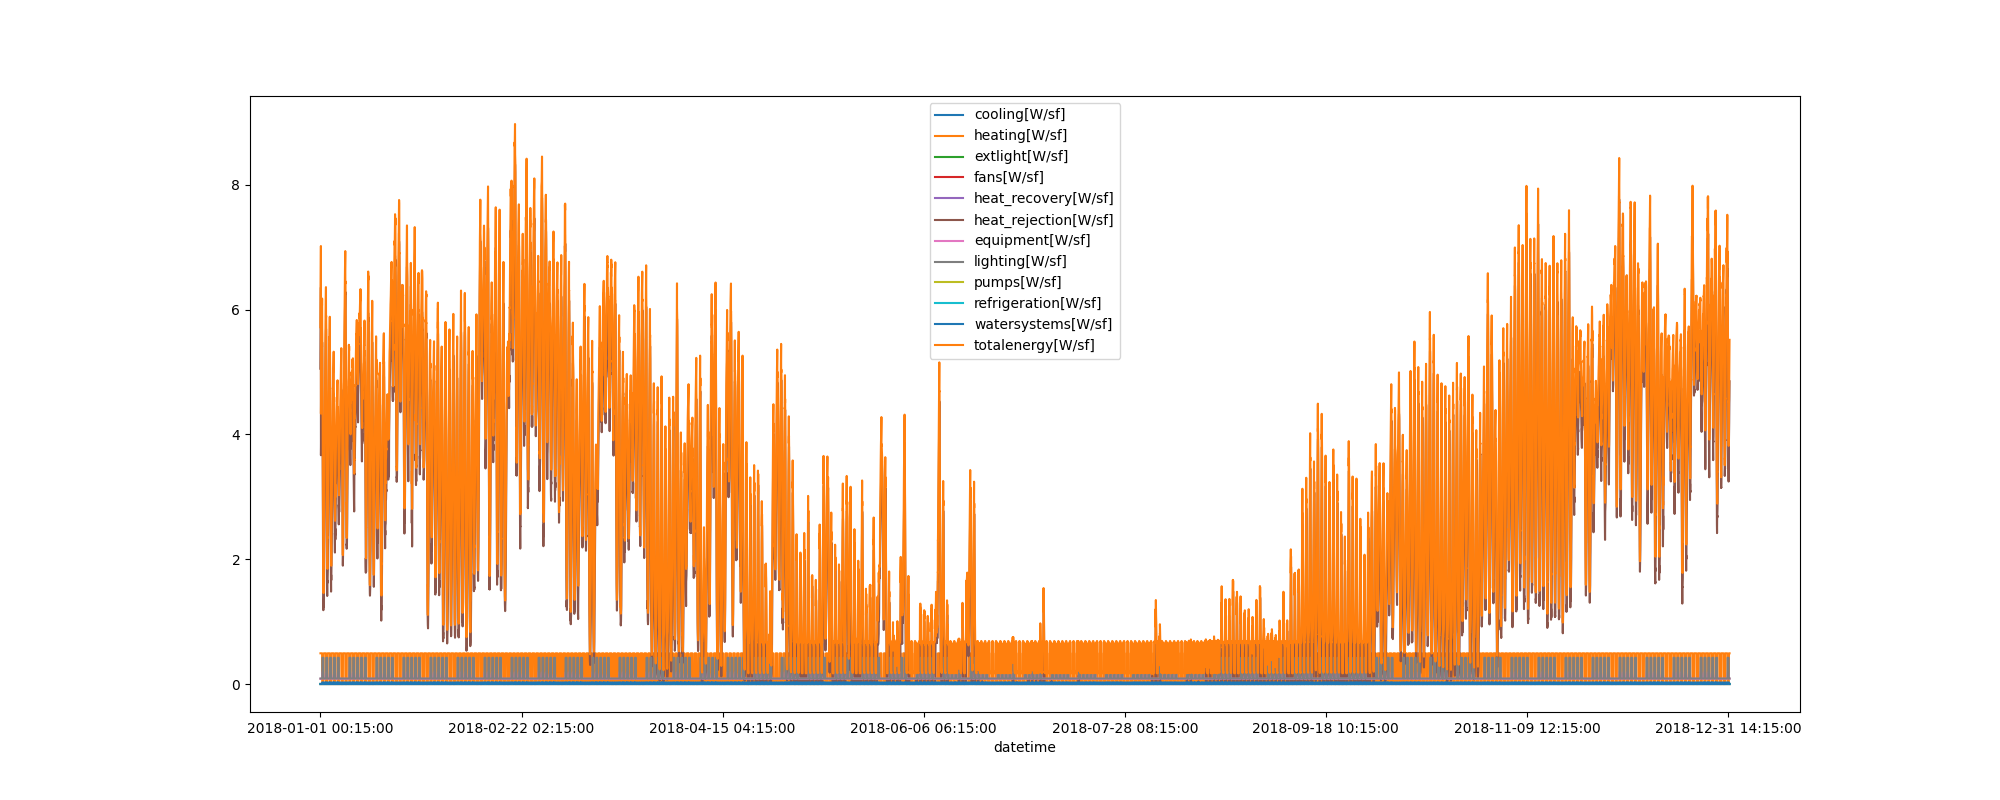 cooling[W/sf]
heating[W/sf]
extlight[W/sf]
fans[W/sf]
heat_recovery[W/sf]
heat_rejection[W/sf]
equipment[W/sf]
lighting[W/sf]
pumps[W/sf]
refrigeration[W/sf]
watersystems[W/sf]
totalenergy[W/sf]
8
6
4
2
0
2018-01-01 00:15:00 2018-02-22 02:15:00 2018-04-15 04:15:00 2018-06-06 06:15:00 2018-07-28 08:15:00 2018-09-18 10:15:00 2018-11-09 12:15:00 2018-12-31 14:15:00
datetime